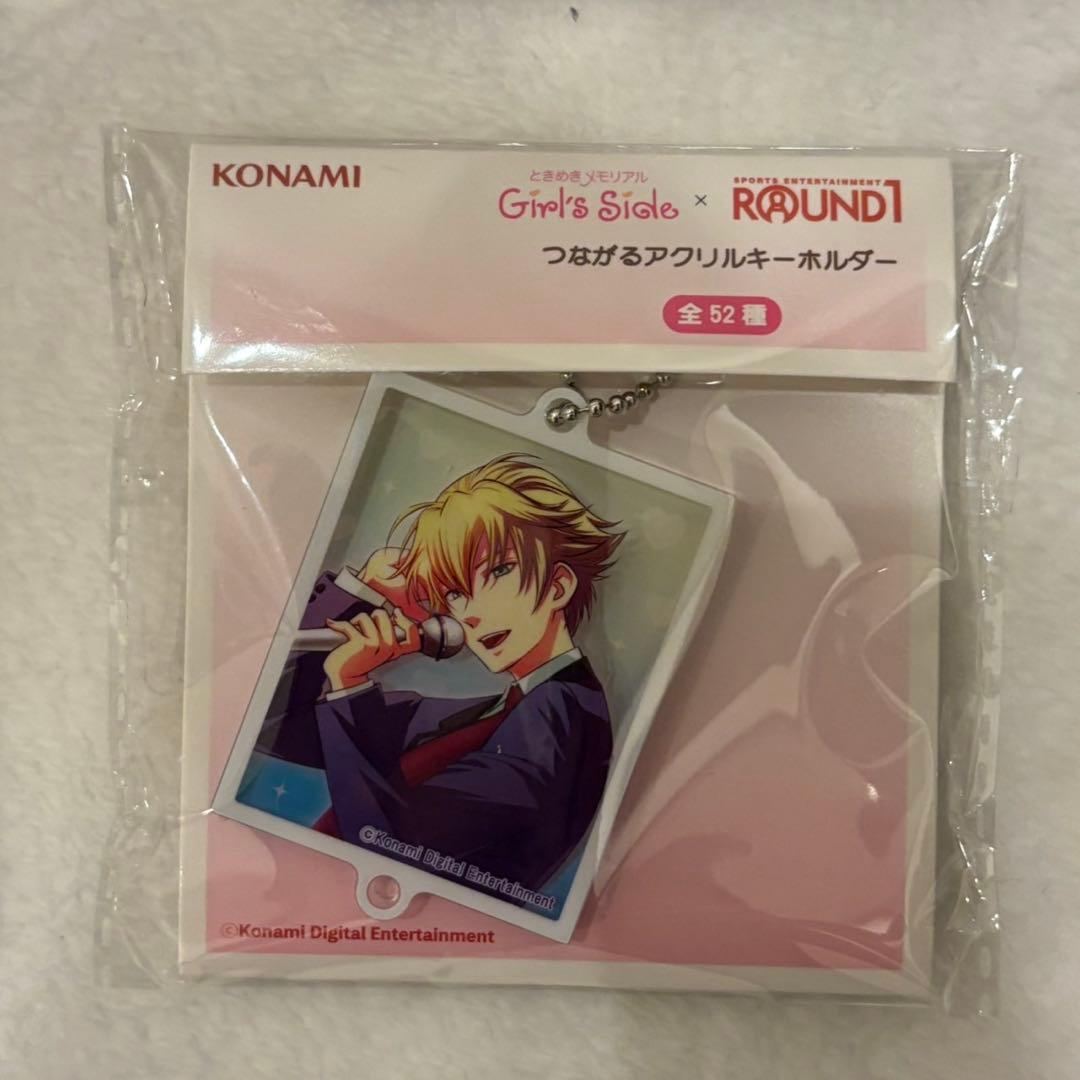 KONAMI
ときめきメモリアル
Girl's Side × SPORTS ENTERTAINMENT ROUND1
つながるアクリルキーホルダー
全52種
©Konami Digital Entertainment
©Konami Digital Entertainment